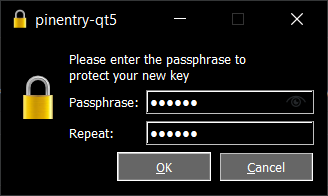 pinentry-qt5
Please enter the passphrase to
protect your new key
Passphrase: ●●●●●●
Repeat: ●●●●●●
OK Cancel